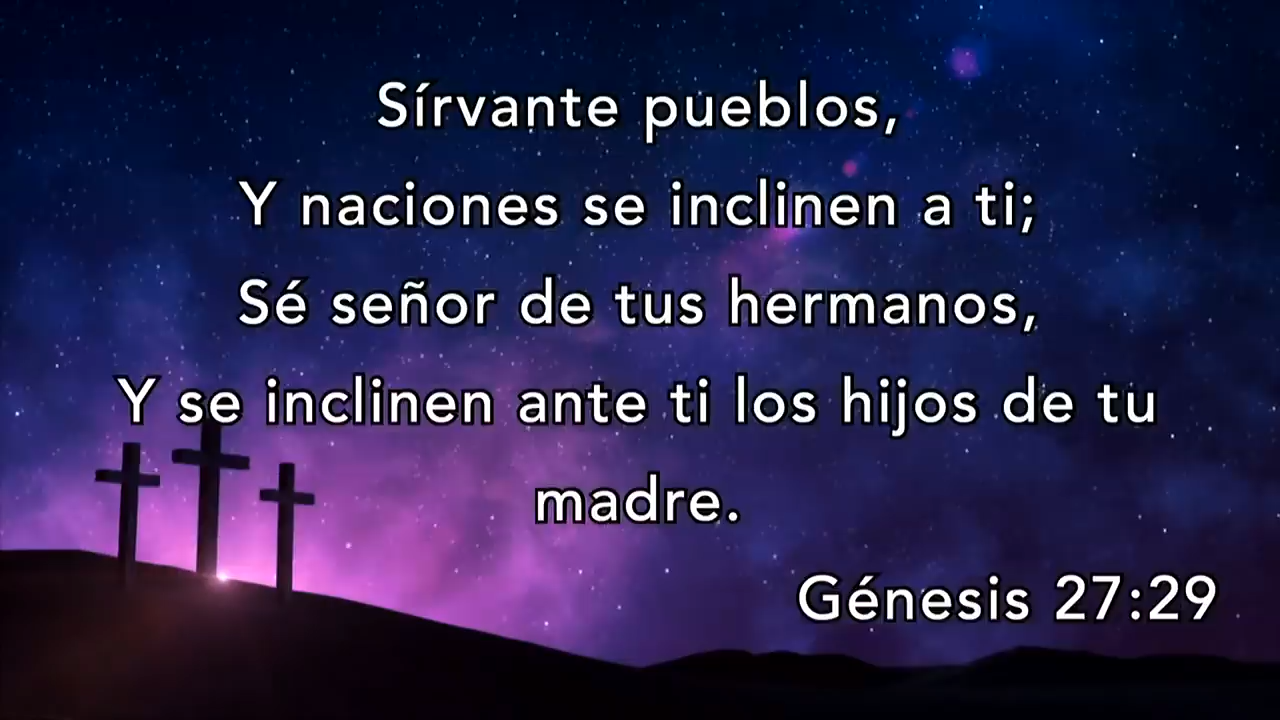 Sírvante pueblos,
Y naciones se inclinen a ti;
Sé señor de tus hermanos,
Y se inclinen ante ti los hijos de tu
madre.
Génesis 27:29